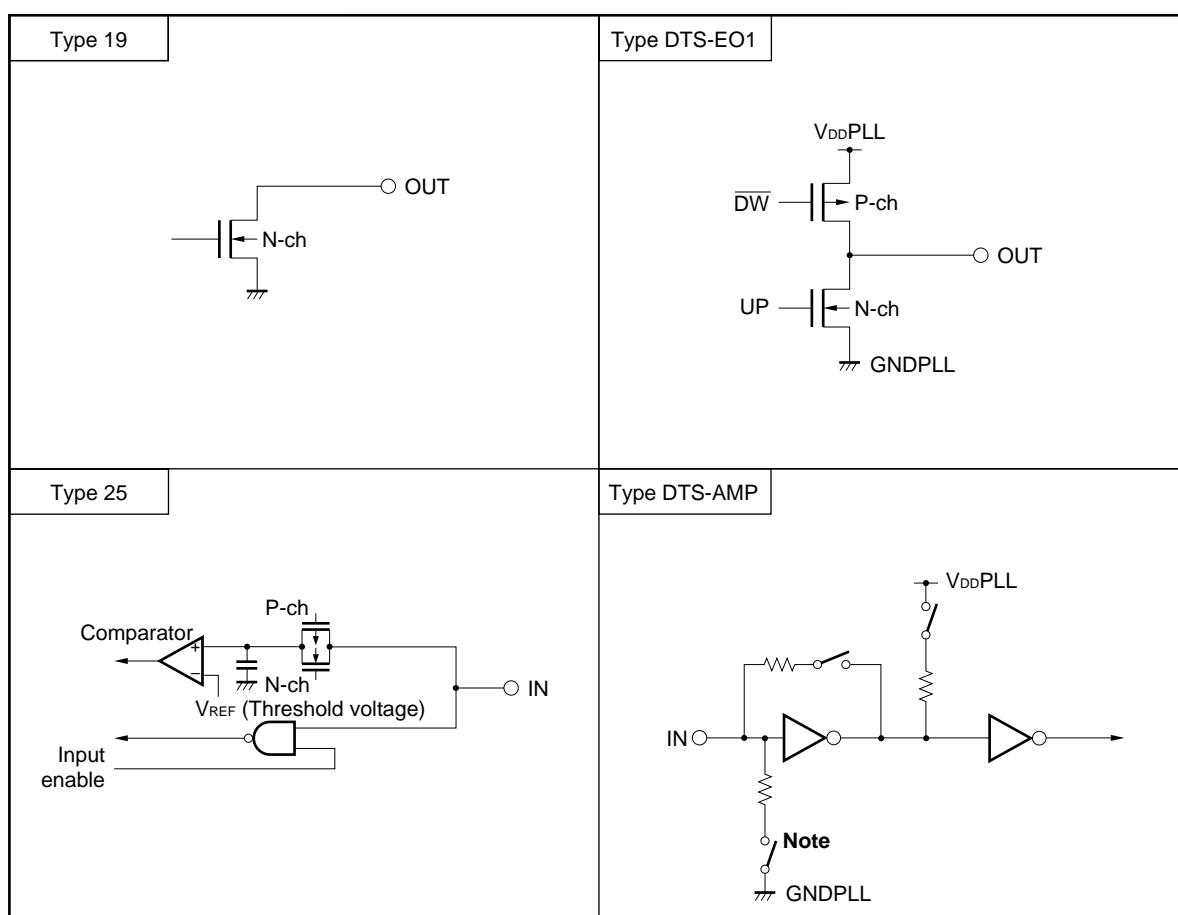 Type 19
OUT
N-ch
Type DTS-EO1
VDDPLL
DW
P-ch
OUT
UP
N-ch
GNDPLL
Type 25
P-ch
Comparator
+
−
N-ch
IN
VREF (Threshold voltage)
Input
enable
Type DTS-AMP
VDDPLL
IN
Note
GNDPLL